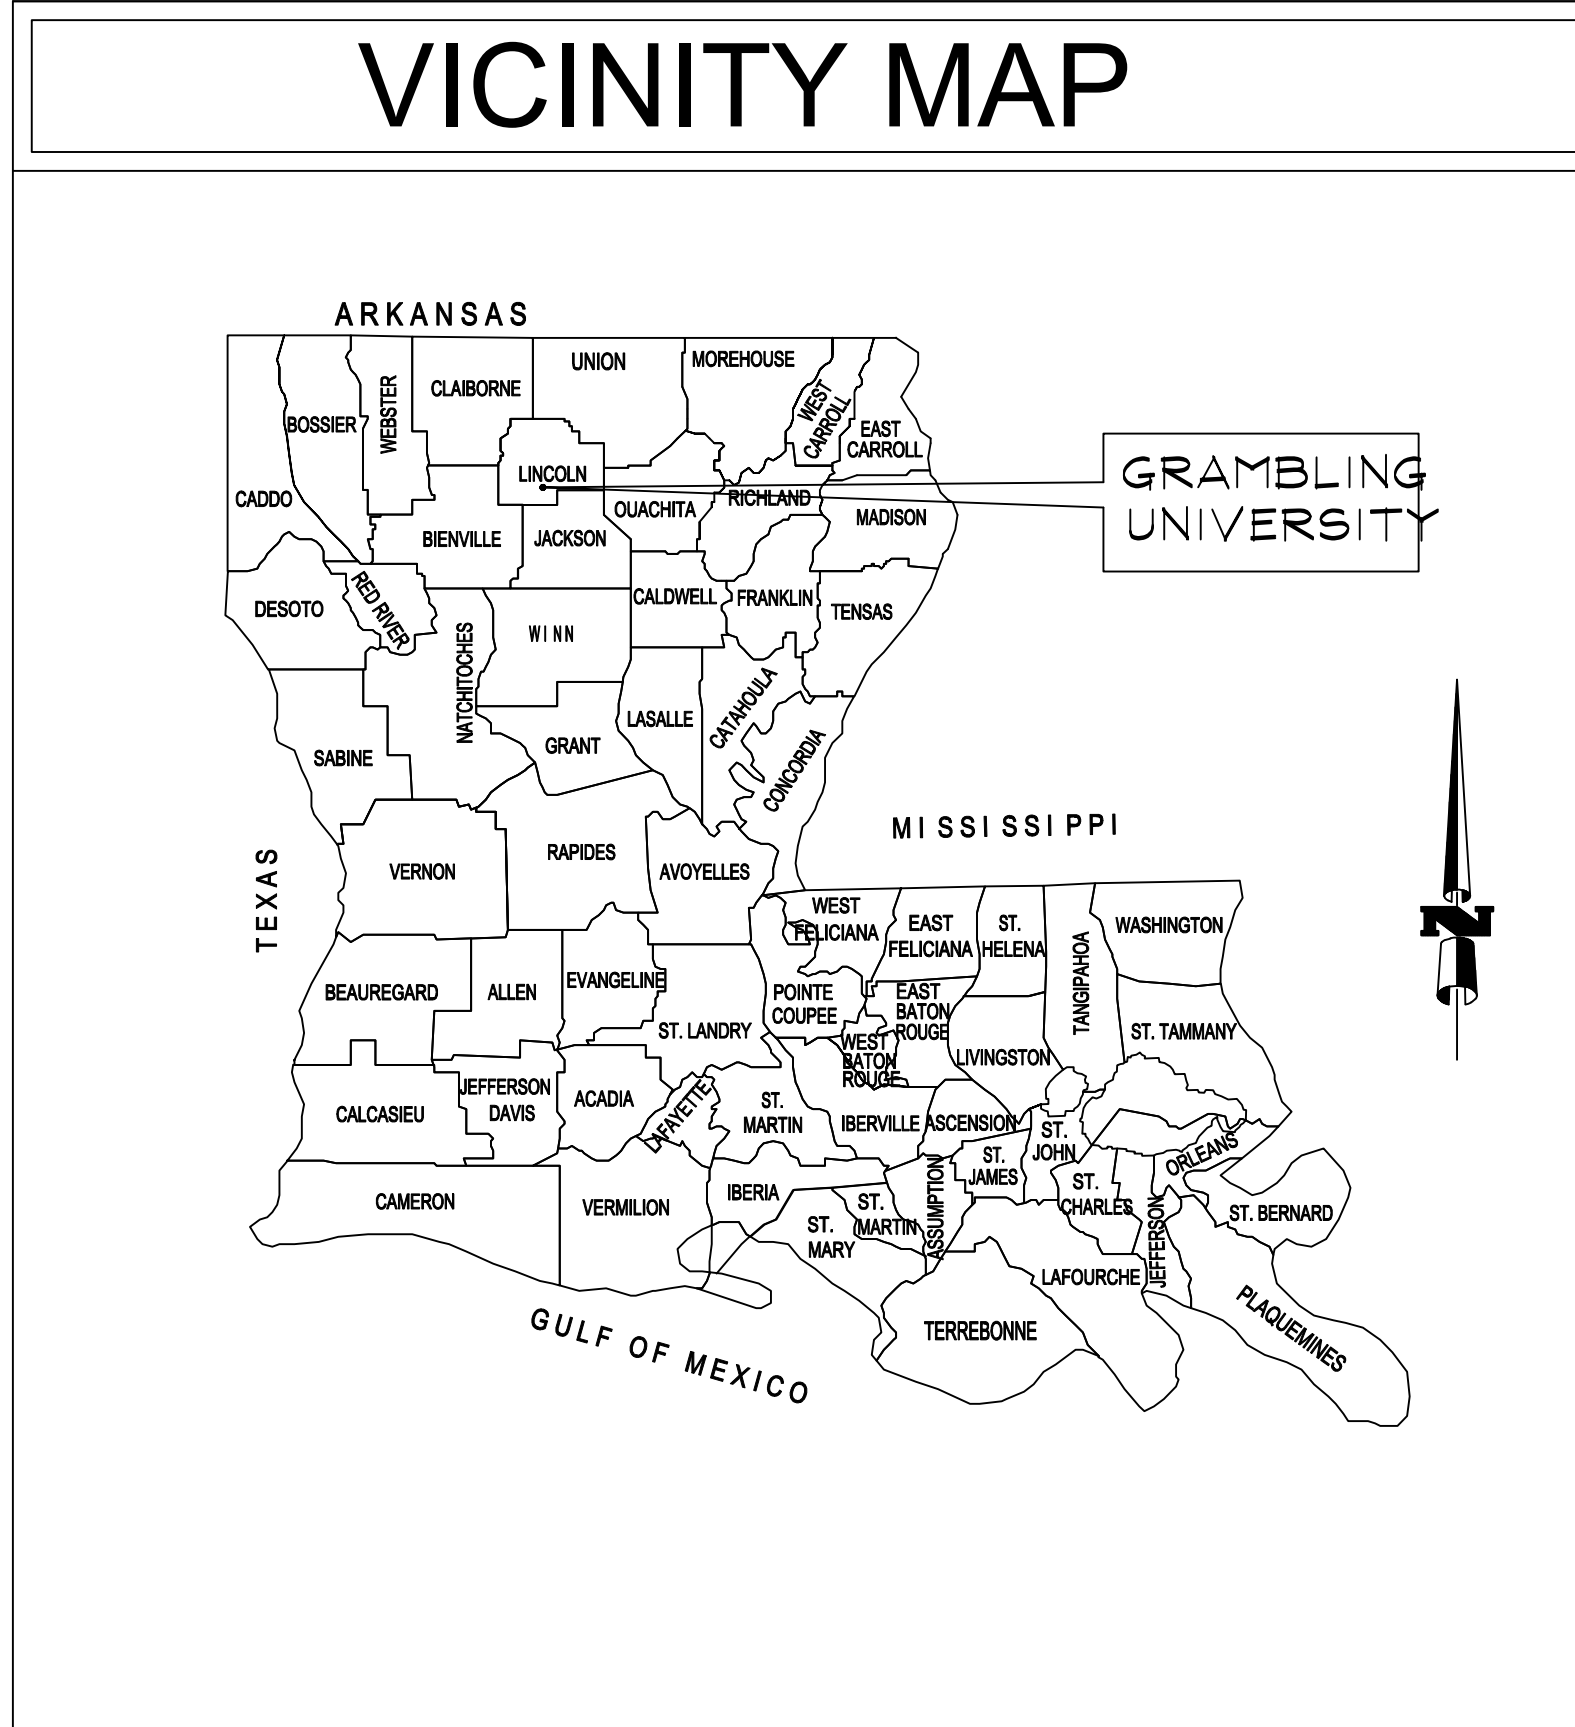 VICINITY MAP
ARKANSAS
UNION
MOREHOUSE
CLAIBORNE
WEBSTER
BOSSIER
WEST
CARROLL
EAST
CARROLL
LINCOLN
CADDO
RICHLAND
OUACHITA
MADISON
GRAMBLING
UNIVERSITY
BIENVILLE
JACKSON
DESOTO
RED RIVER
CALDWELL
FRANKLIN
TENSAS
WINN
NATCHITOCHES
LASALLE
CATAHOULA
GRANT
SABINE
CONCORDIA
MISSISSIPPI
TEXAS
VERNON
RAPIDES
AVOYELLES
WEST
FELICIANA
EAST
FELICIANA
ST.
HELENA
TANGIPAHOA
WASHINGTON
N
BEAUREGARD
ALLEN
EVANGELINE
POINTE
COUPEE
EAST
BATON
ROUGE
ST. LANDRY
WEST
BATON
ROUGE
LIVINGSTON
ST. TAMMANY
CALCASIEU
JEFFERSON
DAVIS
ACADIA
LAFAYETTE
ST.
MARTIN
IBERVILLE
ASCENSION
ST.
JOHN
ORLEANS
ST.
JAMES
CAMERON
VERMILION
IBERIA
ST.
MARTIN
ST.
MARY
ASSUMPTION
ST.
CHARLES
JEFFERSON
ST. BERNARD
LAFOURCHE
TERREBONNE
PLAQUEMINES
GULF OF MEXICO